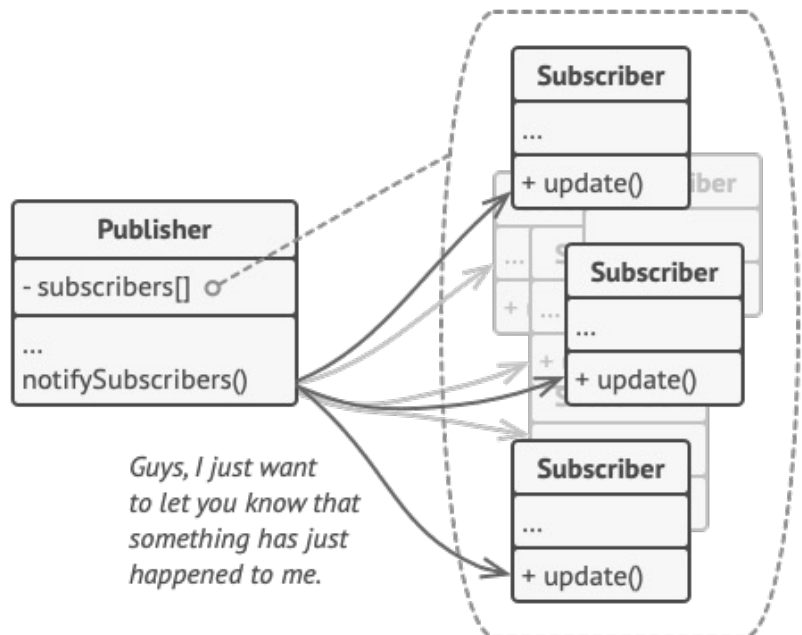 Publisher
- subscribers[]
...
notifySubscribers()
Guys, I just want
to let you know that
something has just
happened to me.
Subscriber
...
+ update()
Subscriber
...
+ update()
Subscriber
...
+ update()
...
+
...
+